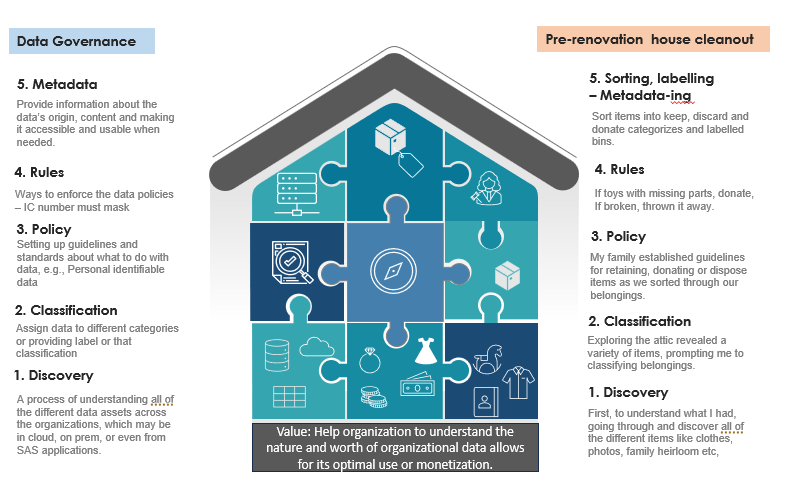 Data Governance
5. Metadata
Provide information about the
data's origin, content and making
it accessible and usable when
needed.
4. Rules
Ways to enforce the data policies
– IC number must mask
3. Policy
Setting up guidelines and
standards about what to do with
data, e.g., Personal identifiable
data
2. Classification
Assign data to different categories
or providing label or that
classification
1. Discovery
A process of understanding all of
the different data assets across
the organizations, which may be
in cloud, on prem, or even from
SAS applications.
Value: Help organization to understand the
nature and worth of organizational data allows
for its optimal use or monetization.
Pre-renovation house cleanout
5. Sorting, labelling
– Metadata-ing
Sort items into keep, discard and
donate categorizes and labelled
bins.
4. Rules
If toys with missing parts, donate,
If broken, thrown it away.
3. Policy
My family established guidelines
for retaining, donating or dispose
items as we sorted through our
belongings.
2. Classification
Exploring the attic revealed a
variety of items, prompting me to
classifying belongings.
1. Discovery
First, to understand what I had,
going through and discover all of
the different items like clothes,
photos, family heirloom etc,